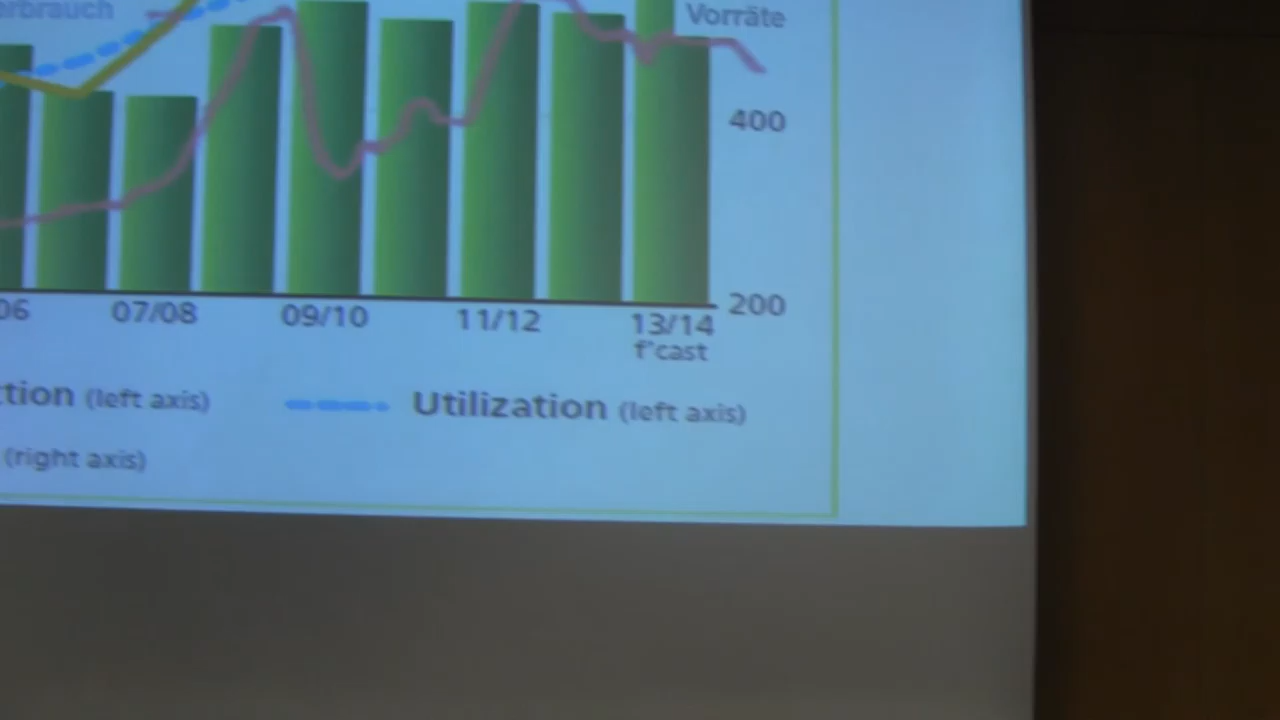 erbrauch
Vorräte
400
200
06 07/08 09/10 11/12 13/14
f'cast
tion (left axis) Utilization (left axis)
(right axis)